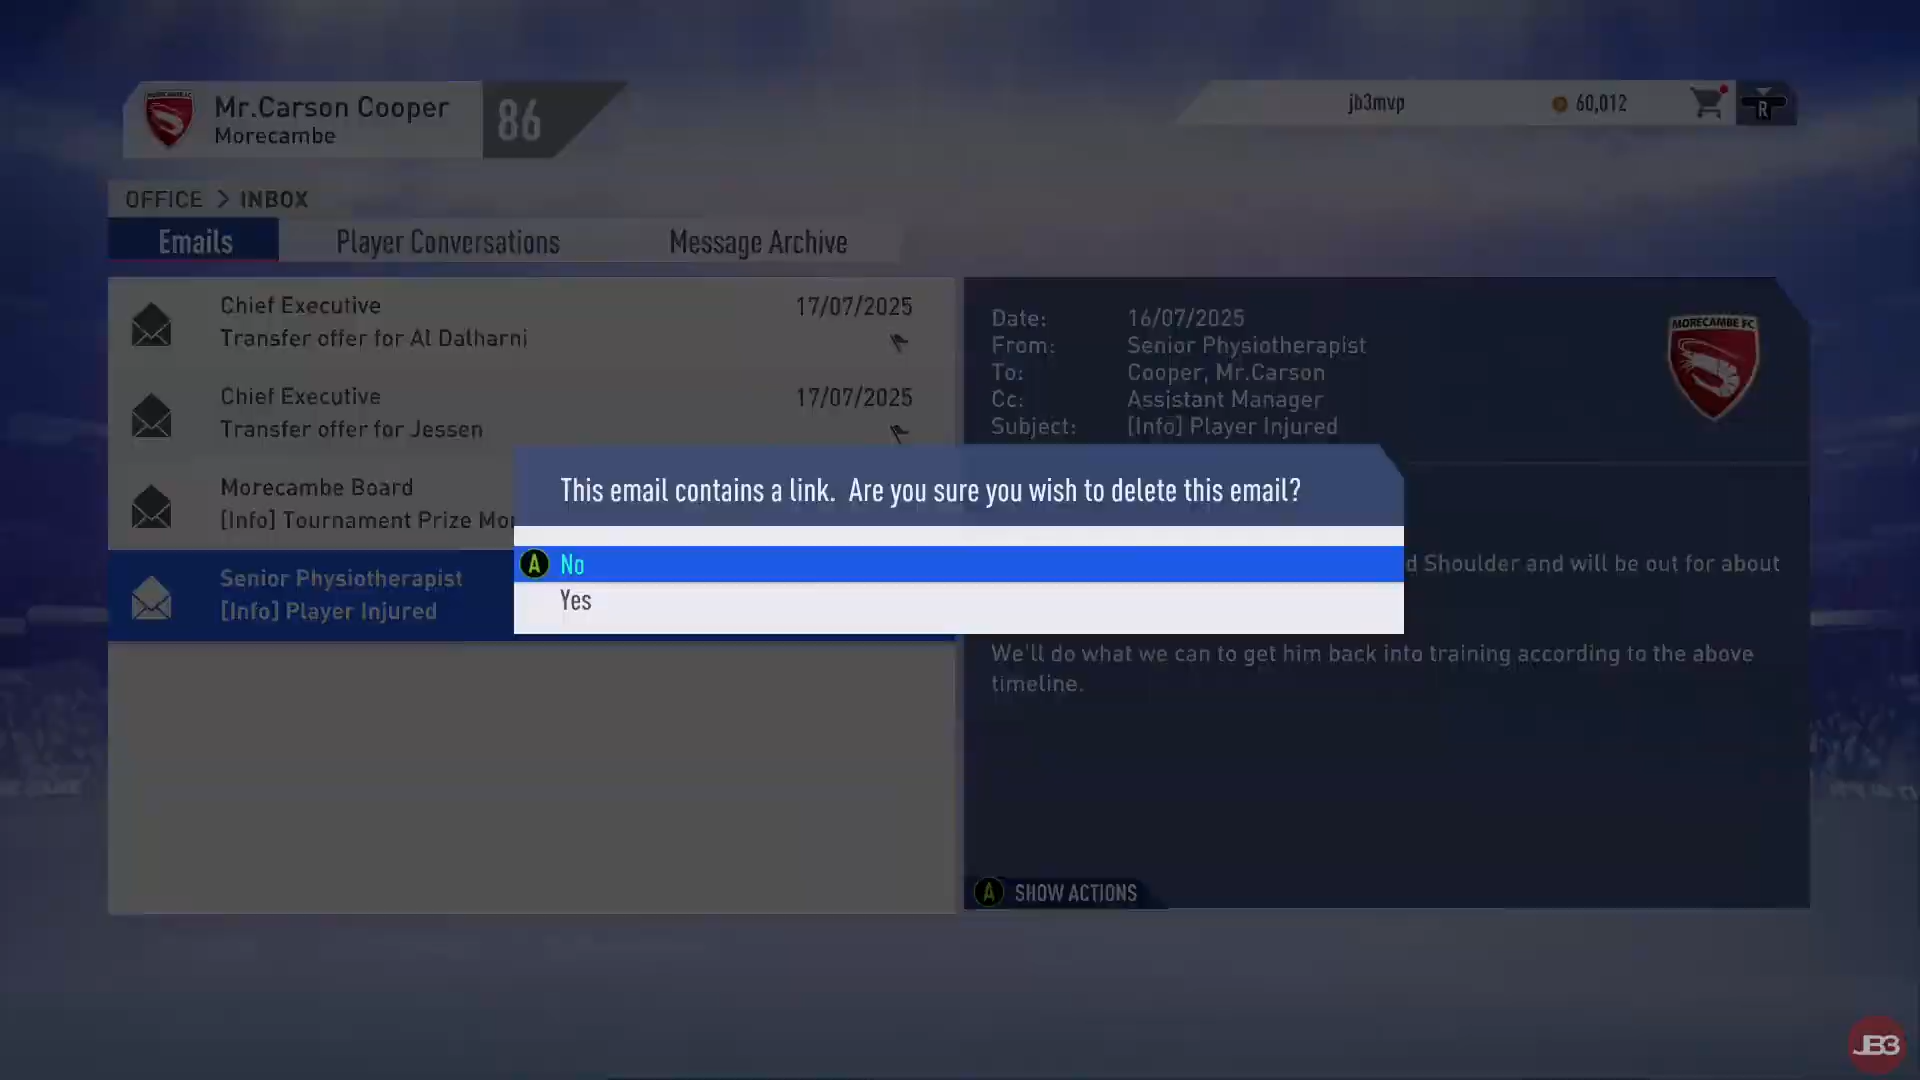 Mr.Carson Cooper
Morecambe
86
jb3mvp
60,012
R
OFFICE > INBOX
Emails
Player Conversations
Message Archive
Chief Executive
17/07/2025
Transfer offer for Al Dalharni
Chief Executive
17/07/2025
Transfer offer for Jessen
Morecambe Board
[Info] Tournament Prize Mo
Senior Physiotherapist
[Info] Player Injured
MORECAMBE FC
Date: 16/07/2025
From: Senior Physiotherapist
To: Cooper, Mr.Carson
Cc: Assistant Manager
Subject: [Info] Player Injured
This email contains a link. Are you sure you wish to delete this email?
A No
Yes
d Shoulder and will be out for about
We'll do what we can to get him back into training according to the above
timeline.
A SHOW ACTIONS
JB3